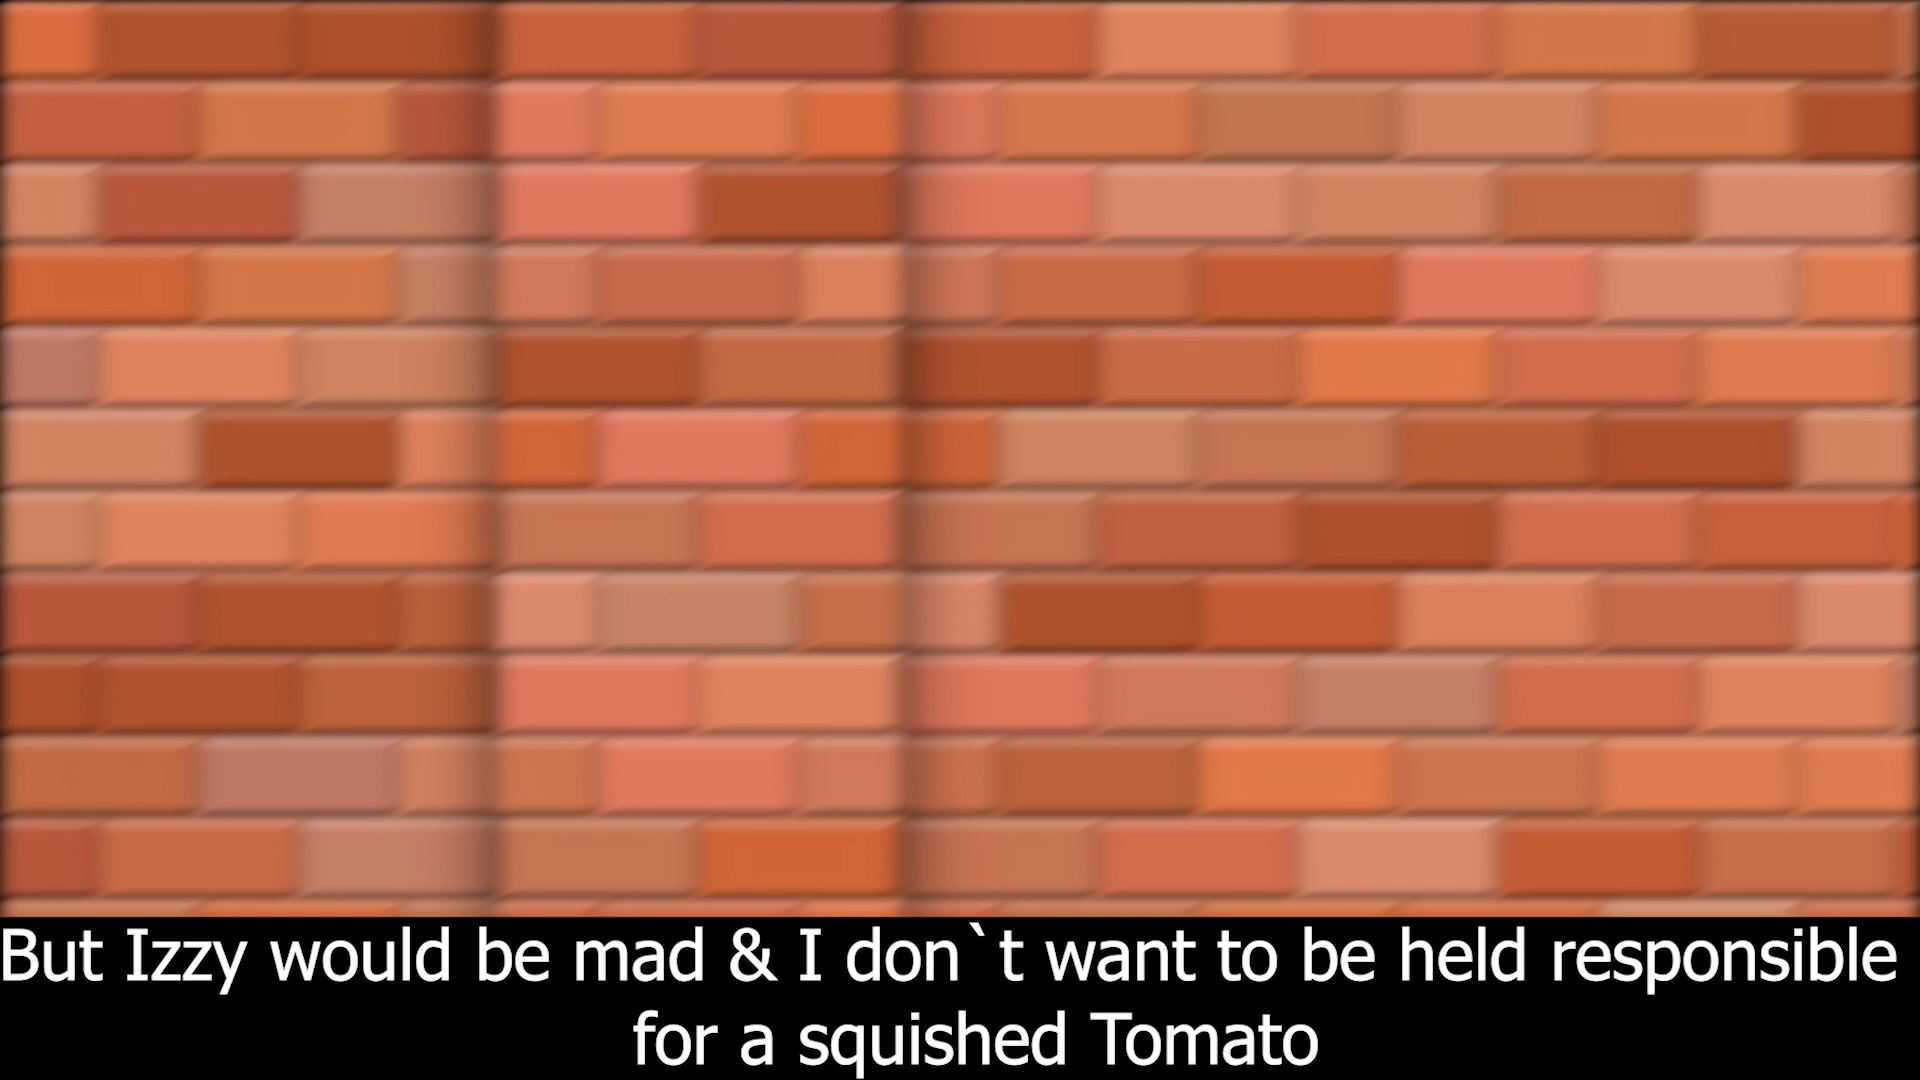 But Izzy would be mad & I don`t want to be held responsible
for a squished Tomato